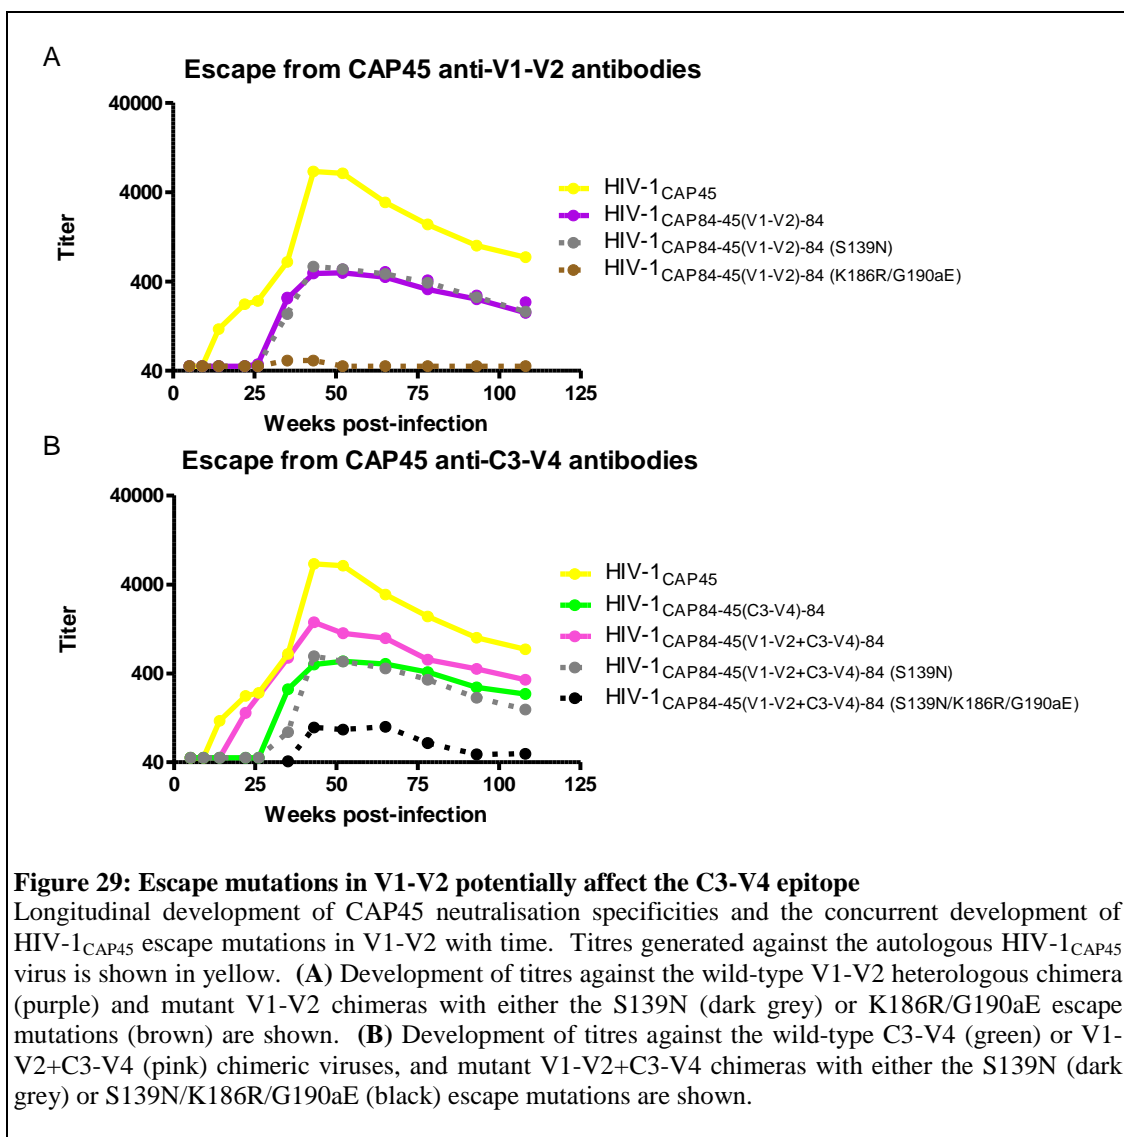 A
Escape from CAP45 anti-V1-V2 antibodies
40000
4000
400
40
Titer
0 25 50 75 100 125
Weeks post-infection
HIV-1CAP45
HIV-1CAP84-45(V1-V2)-84
HIV-1CAP84-45(V1-V2)-84 (S139N)
HIV-1CAP84-45(V1-V2)-84 (K186R/G190aE)
B
Escape from CAP45 anti-C3-V4 antibodies
40000
4000
400
40
Titer
0 25 50 75 100 125
Weeks post-infection
HIV-1CAP45
HIV-1CAP84-45(C3-V4)-84
HIV-1CAP84-45(V1-V2+C3-V4)-84
HIV-1CAP84-45(V1-V2+C3-V4)-84 (S139N)
HIV-1CAP84-45(V1-V2+C3-V4)-84 (S139N/K186R/G190aE)
Figure 29: Escape mutations in V1-V2 potentially affect the C3-V4 epitope
Longitudinal development of CAP45 neutralisation specificities and the concurrent development of
HIV-1CAP45 escape mutations in V1-V2 with time. Titres generated against the autologous HIV-1CAP45
virus is shown in yellow. (A) Development of titres against the wild-type V1-V2 heterologous chimera
(purple) and mutant V1-V2 chimeras with either the S139N (dark grey) or K186R/G190aE escape
mutations (brown) are shown. (B) Development of titres against the wild-type C3-V4 (green) or V1-
V2+C3-V4 (pink) chimeric viruses, and mutant V1-V2+C3-V4 chimeras with either the S139N (dark
grey) or S139N/K186R/G190aE (black) escape mutations are shown.